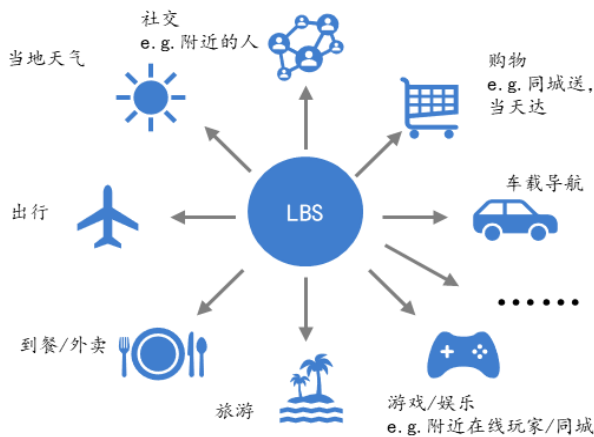 社交
e.g.附近的人
当地天气
购物
e.g.同城送,
当天达
车载导航
出行
LBS
......
到餐/外卖
旅游
游戏/娱乐
e.g.附近在线玩家/同城